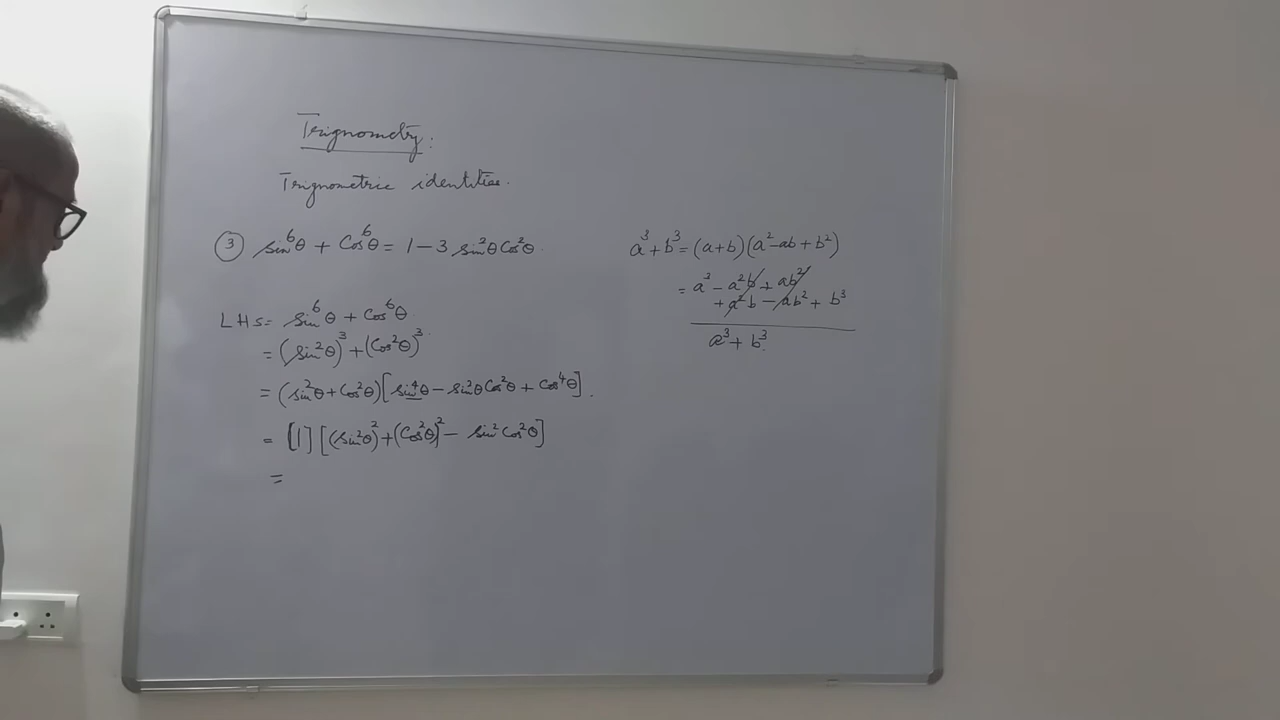 Trignometry:
Trignometric identities.
③ sin⁶θ + Cos⁶θ = 1 − 3 sin²θ Cos²θ.
LHS = sin⁶θ + Cos⁶θ.
= (sin²θ)³ + (Cos²θ)³.
= (sin²θ + Cos²θ)[sin⁴θ − sin²θ Cos²θ + Cos⁴θ].
= [1][(sin²θ)² + (Cos²θ)² − sin² Cos²θ]
=
a³ + b³ = (a+b)(a² − ab + b²)
= a³ − a²b + ab²
+ a²b − ab² + b³
a³ + b³.